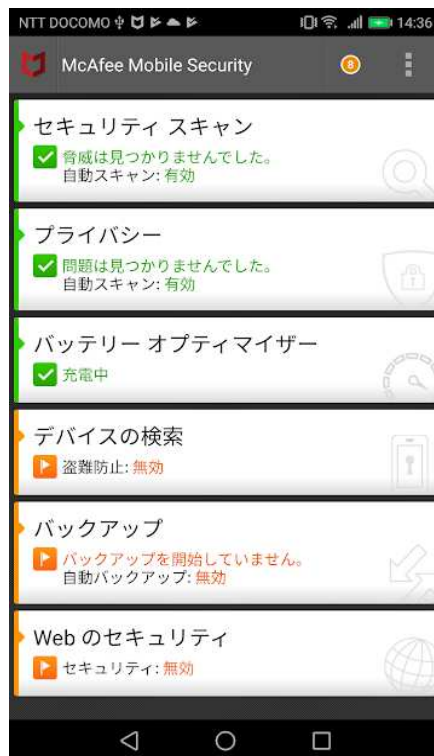 NTT DOCOMO 14:36
McAfee Mobile Security 8
セキュリティ スキャン
脅威は見つかりませんでした。
自動スキャン: 有効
プライバシー
問題は見つかりませんでした。
自動スキャン: 有効
バッテリー オプティマイザー
充電中
デバイスの検索
盗難防止: 無効
バックアップ
バックアップを開始していません。
自動バックアップ: 無効
Web のセキュリティ
セキュリティ: 無効